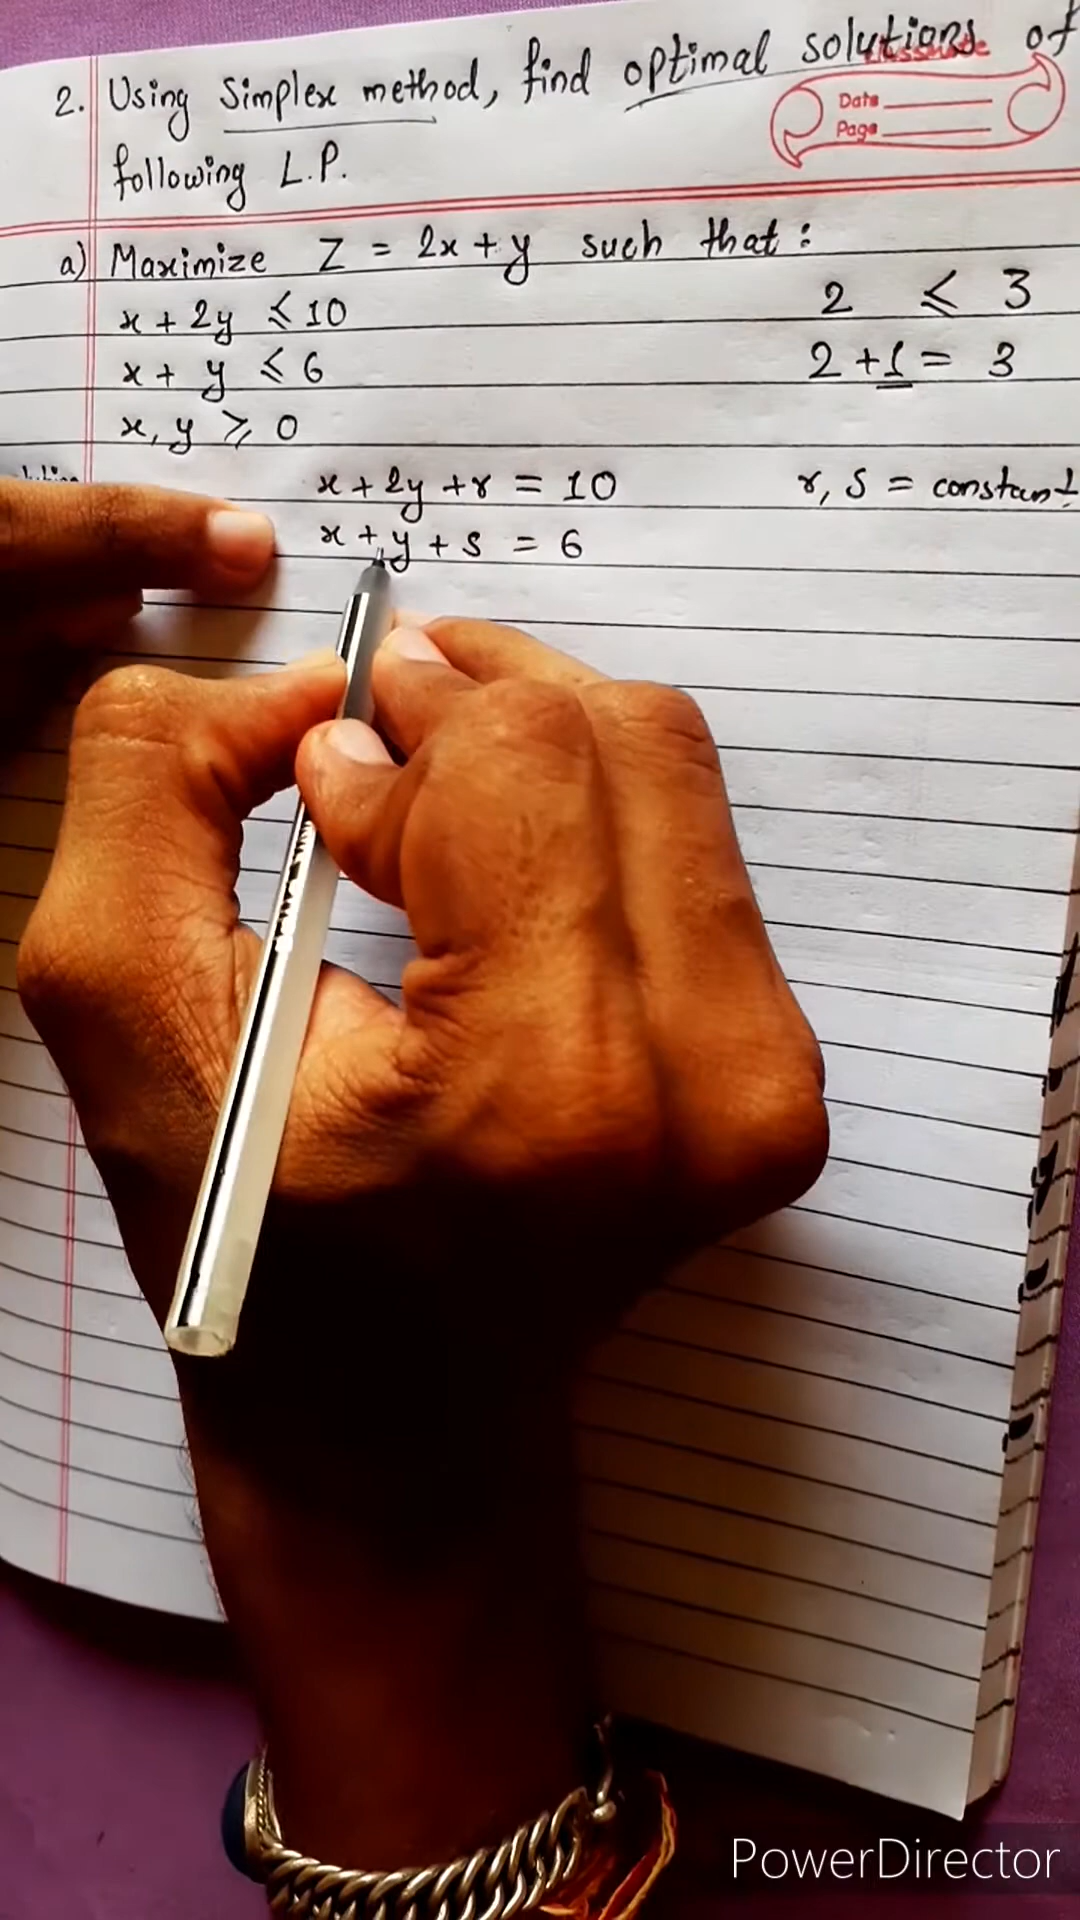 2. Using Simplex method, find optimal solutions of
Date
Page
following L.P.
a) Maximize Z = 2x + y such that :
x + 2y ≤ 10
2 ≤ 3
x + y ≤ 6
2 + 1 = 3
x, y ≥ 0
x + 2y + r = 10
r, s = constant
x + y + s = 6
PowerDirector